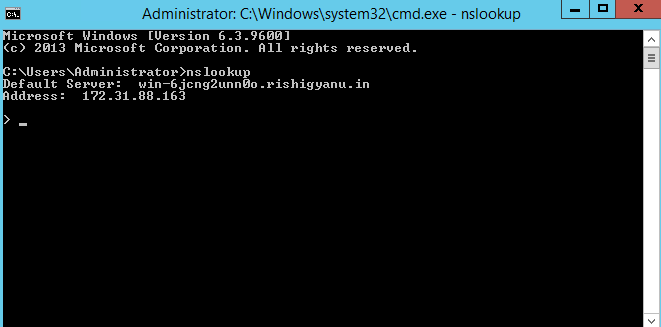 Administrator: C:\Windows\system32\cmd.exe - nslookup
Microsoft Windows [Version 6.3.9600]
(c) 2013 Microsoft Corporation. All rights reserved.
C:\Users\Administrator>nslookup
Default Server:  win-6jcng2unn0o.rishigyanu.in
Address:  172.31.88.163
> _